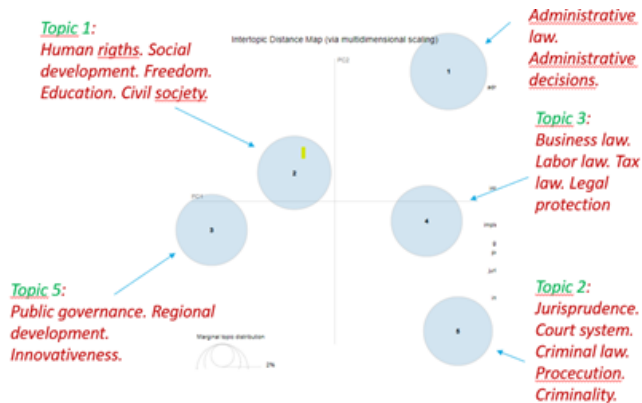 Topic 1:
Human rigths. Social
development. Freedom.
Education. Civil socjety.
Intertopic Distance Map (via multidimensional scaling)
PC2
Administrative
law.
Administrative
decisions.
1
2
PC1
3
4
5
Topic 3:
Business law.
Labor law. Tax
law. Legal
protection
Topic 5:
Public governance. Regional
development.
Innovativeness.
Marginal topic distribution
2%
Topic 2:
Jurisprudence.
Court system.
Criminal law.
Procecution.
Criminality.